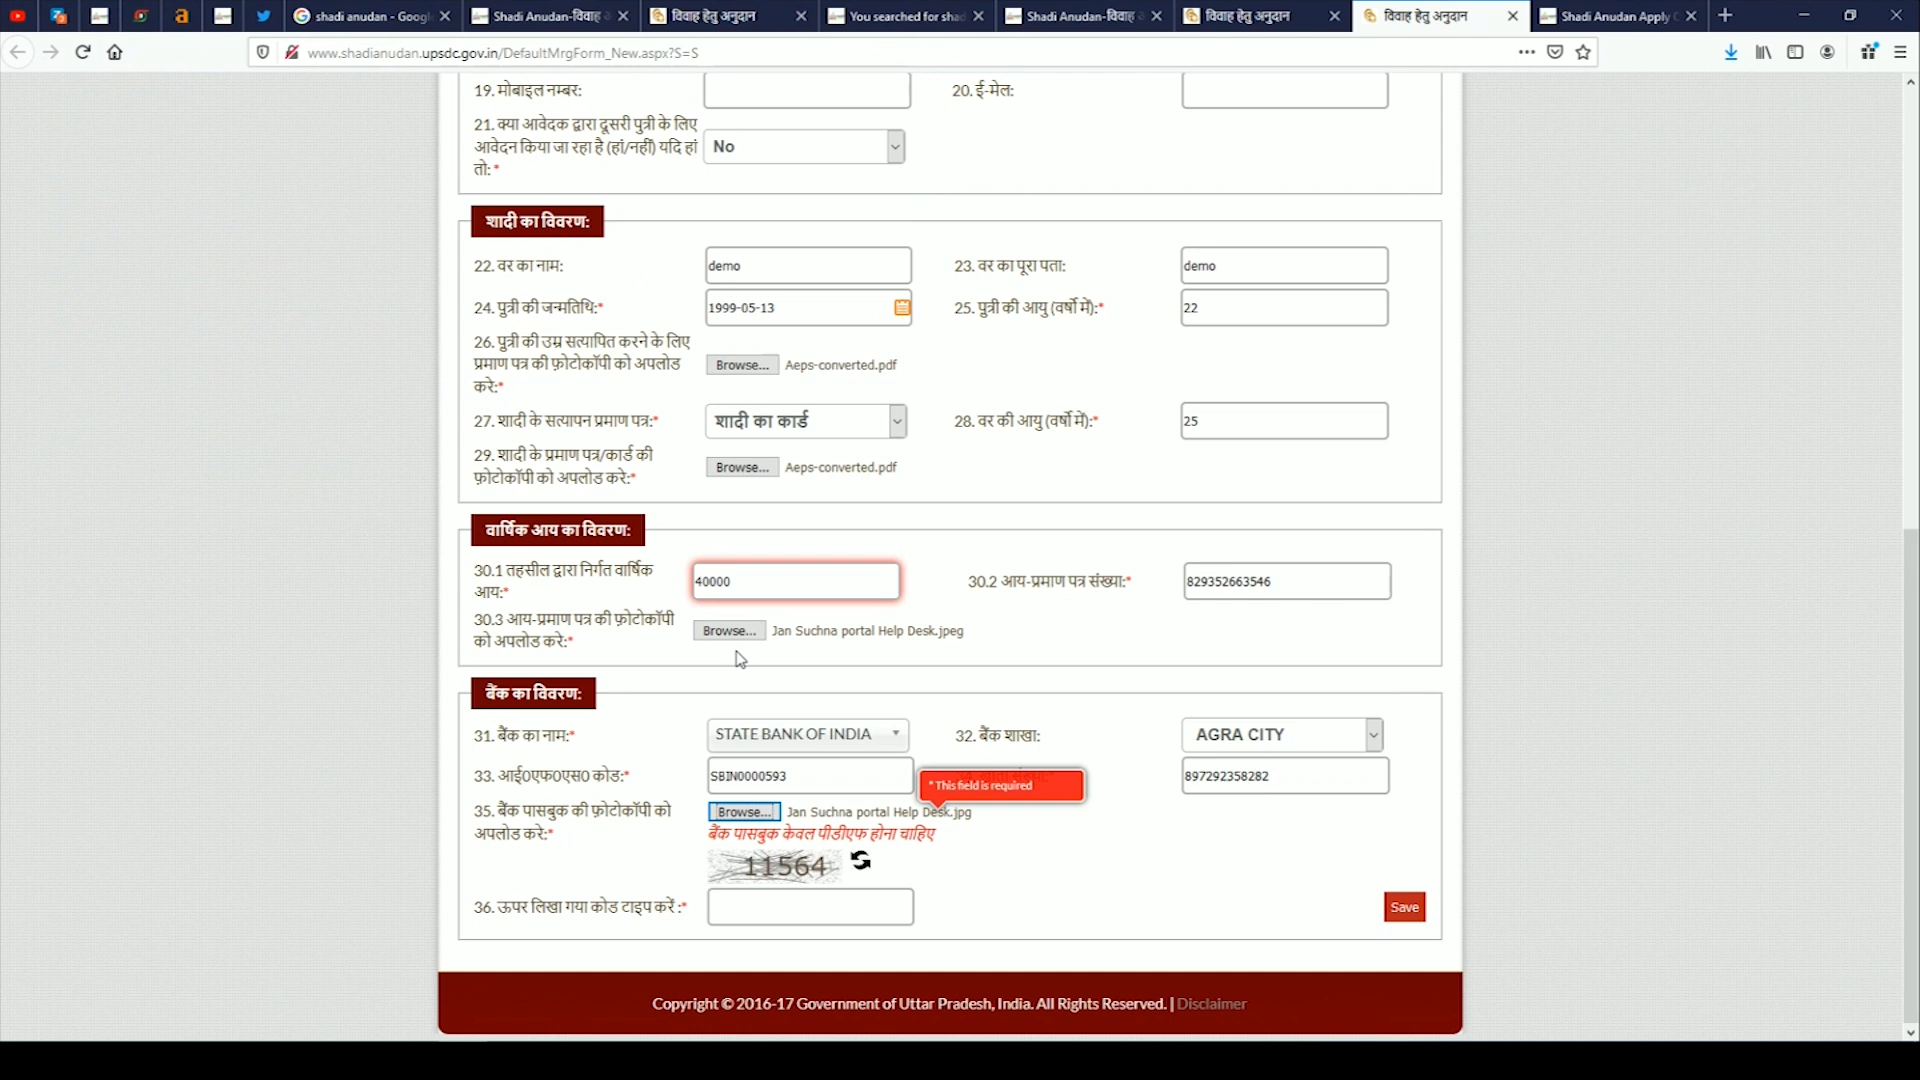 shadi anudan - Googl
Shadi Anudan-विवाह
विवाह हेतु अनुदान
You searched for shad
Shadi Anudan-विवाह
विवाह हेतु अनुदान
विवाह हेतु अनुदान
Shadi Anudan Apply
www.shadianudan.upsdc.gov.in/DefaultMrgForm_New.aspx?S=S
19. मोबाइल नम्बर: 20. ई-मेल:
21. क्या आवेदक द्वारा दूसरी पुत्री के लिए
आवेदन किया जा रहा है (हां/नहीं) यदि हां No
तो: *
शादी का विवरण:
22. वर का नाम: demo 23. वर का पूरा पता: demo
24. पुत्री की जन्मतिथि:* 1999-05-13 25. पुत्री की आयु (वर्षो में):* 22
26. पुत्री की उम्र सत्यापित करने के लिए
प्रमाण पत्र की फ़ोटोकॉपी को अपलोड Browse... Aeps-converted.pdf
करे:*
27. शादी के सत्यापन प्रमाण पत्र:* शादी का कार्ड 28. वर की आयु (वर्षो में):* 25
29. शादी के प्रमाण पत्र/कार्ड की
फ़ोटोकॉपी को अपलोड करे:* Browse... Aeps-converted.pdf
वार्षिक आय का विवरण:
30.1 तहसील द्वारा निर्गत वार्षिक
आय:* 40000 30.2 आय-प्रमाण पत्र संख्या:* 829352663546
30.3 आय-प्रमाण पत्र की फ़ोटोकॉपी
को अपलोड करे:* Browse... Jan Suchna portal Help Desk.jpeg
बैंक का विवरण:
31. बैंक का नाम:* STATE BANK OF INDIA 32. बैंक शाखा: AGRA CITY
33. आई0एफ0एस0 कोड:* SBIN0000593 * This field is required 897292358282
35. बैंक पासबुक की फ़ोटोकॉपी को Browse... Jan Suchna portal Help Desk.jpg
अपलोड करे:* बैंक पासबुक केवल पीडीएफ होना चाहिए
11564
36. ऊपर लिखा गया कोड टाइप करें :* Save
Copyright © 2016-17 Government of Uttar Pradesh, India. All Rights Reserved. | Disclaimer